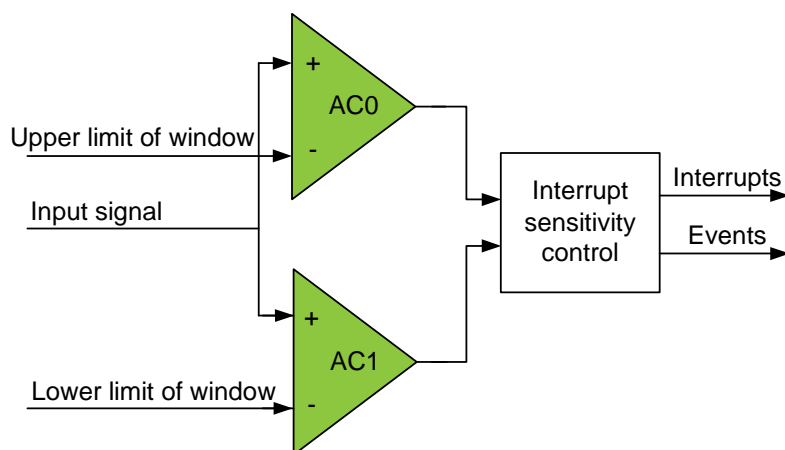 +
AC0
-
Upper limit of window
Input signal
Interrupt
sensitivity
control
Interrupts
Events
+
AC1
-
Lower limit of window